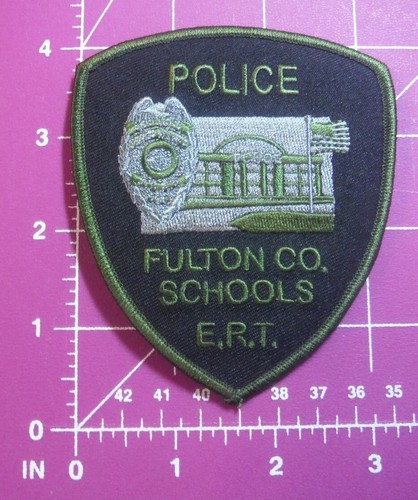 4
POLICE
3
2
FULTON CO.
SCHOOLS
1
E.R.T.
42 41 40 38 37 36 35
0
IN 0 1 2 3